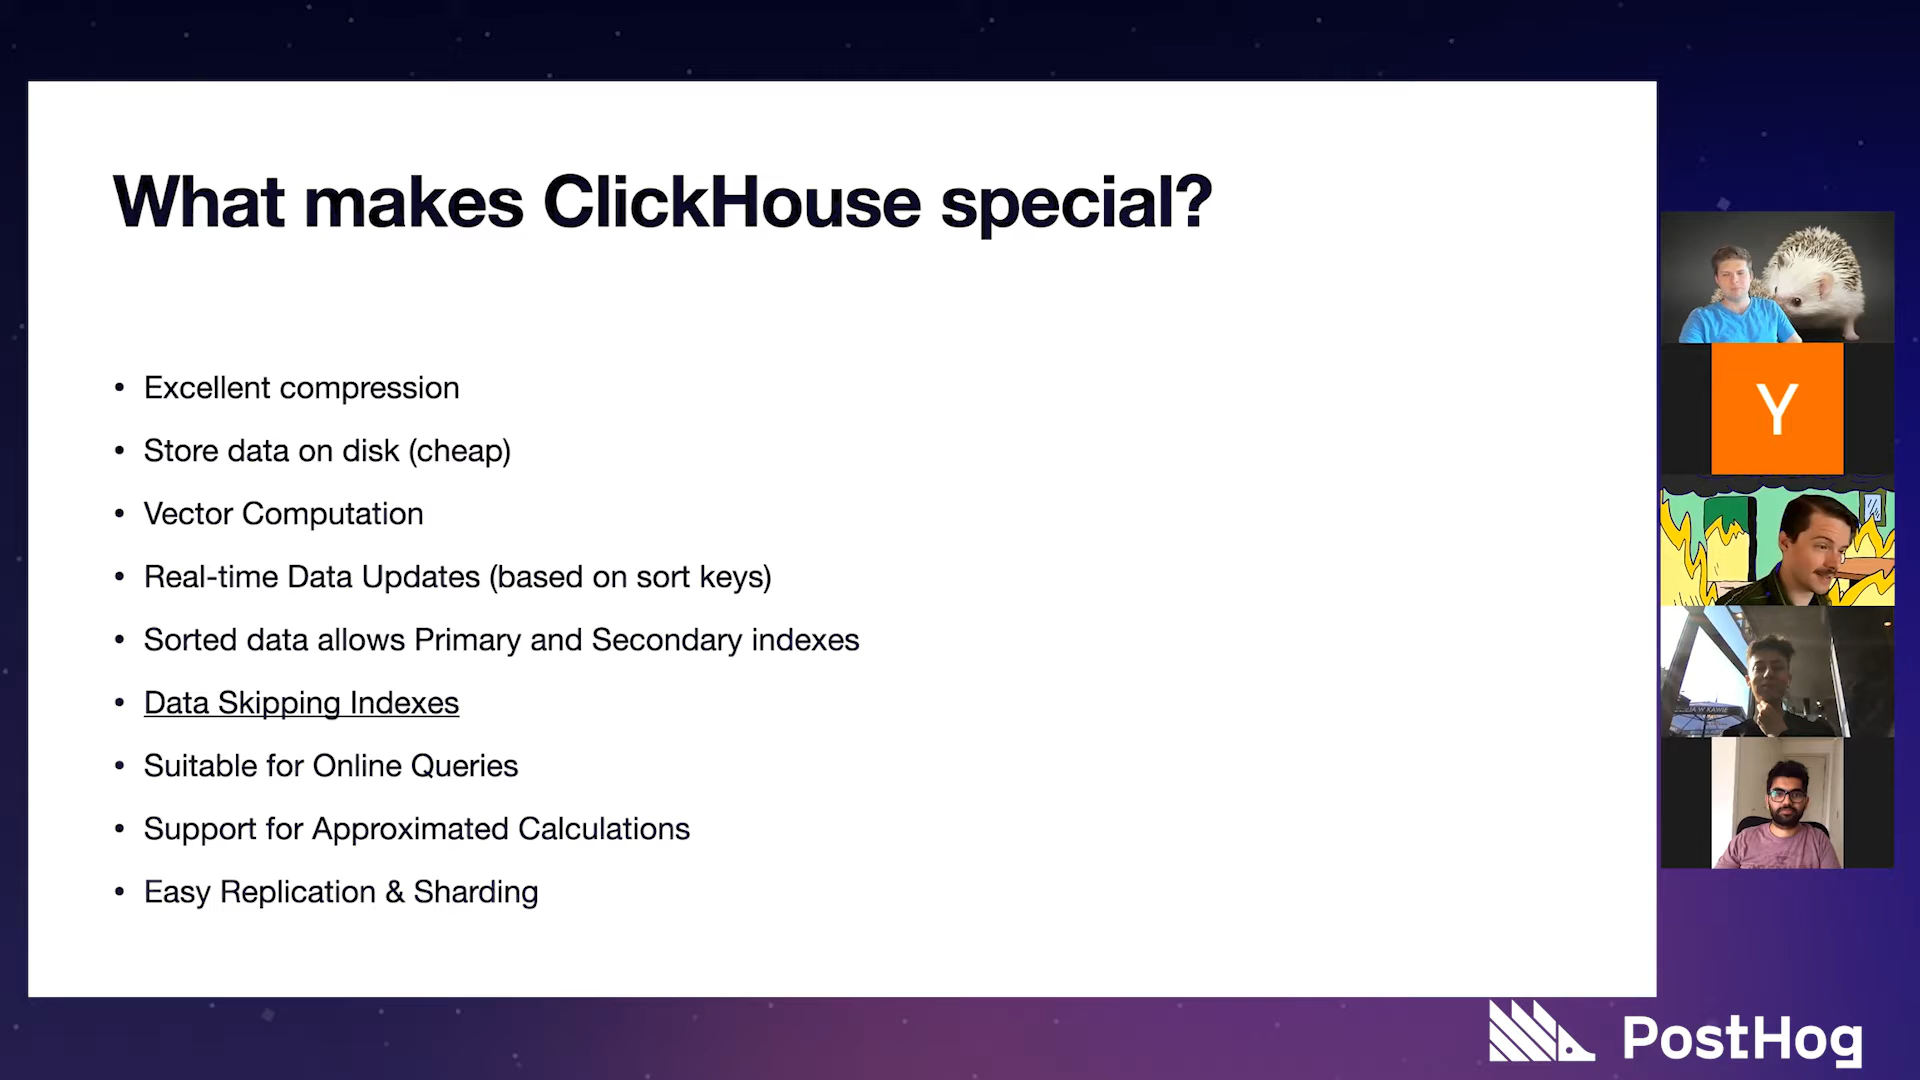 What makes ClickHouse special?
• Excellent compression
• Store data on disk (cheap)
• Vector Computation
• Real-time Data Updates (based on sort keys)
• Sorted data allows Primary and Secondary indexes
• Data Skipping Indexes
• Suitable for Online Queries
• Support for Approximated Calculations
• Easy Replication & Sharding
Y
PostHog